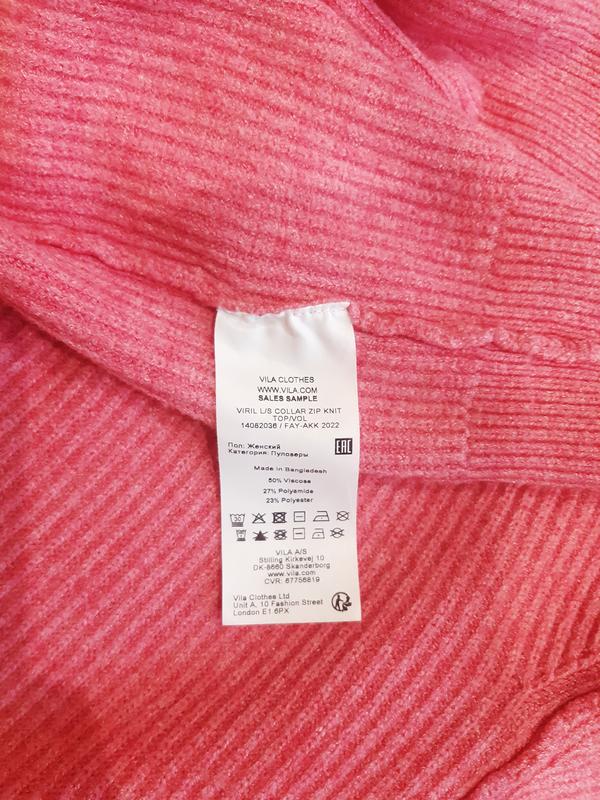 VILA CLOTHES
WWW.VILA.COM
SALES SAMPLE
VIRIL L/S COLLAR ZIP KNIT
TOP/VOL
14082036 / FAY-AKK 2022
Пол: Женский
Категория: Пуловеры
EAC
Made in Bangladesh
50% Viscose
27% Polyamide
23% Polyester
30
VILA A/S
Stilling Kirkevej 10
DK-8660 Skanderborg
www.vila.com
CVR: 67756819
Vila Clothes Ltd
Unit A, 10 Fashion Street
London E1 6PX